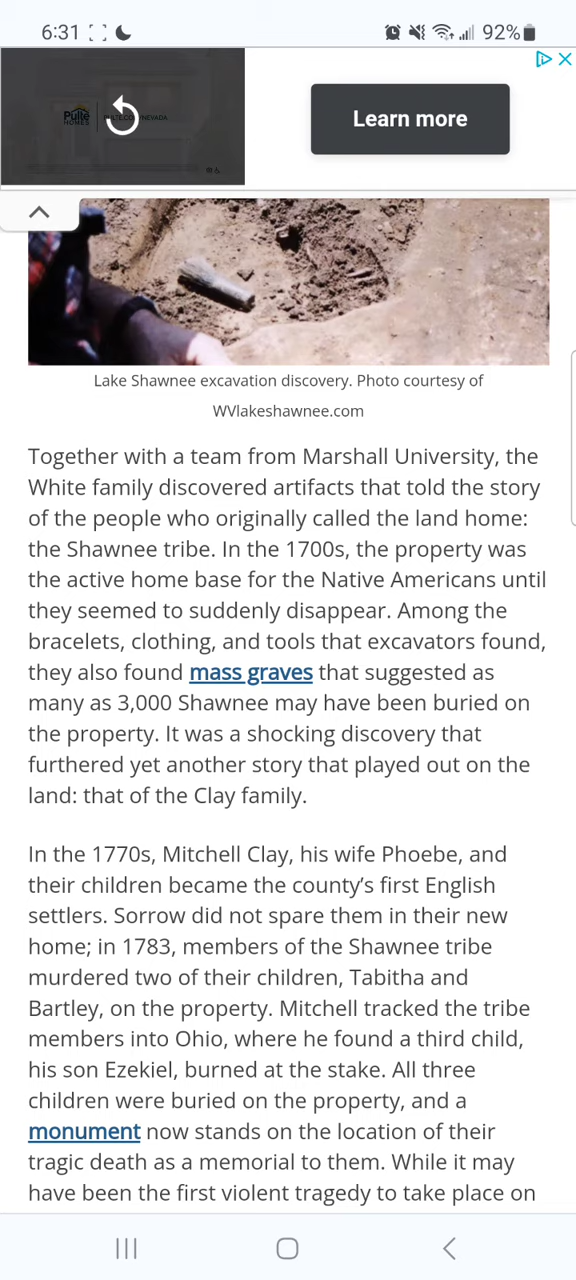 6:31
92%
Pulte
HOMES
Learn more
Lake Shawnee excavation discovery. Photo courtesy of
WVlakeshawnee.com
Together with a team from Marshall University, the
White family discovered artifacts that told the story
of the people who originally called the land home:
the Shawnee tribe. In the 1700s, the property was
the active home base for the Native Americans until
they seemed to suddenly disappear. Among the
bracelets, clothing, and tools that excavators found,
they also found mass graves that suggested as
many as 3,000 Shawnee may have been buried on
the property. It was a shocking discovery that
furthered yet another story that played out on the
land: that of the Clay family.
In the 1770s, Mitchell Clay, his wife Phoebe, and
their children became the county’s first English
settlers. Sorrow did not spare them in their new
home; in 1783, members of the Shawnee tribe
murdered two of their children, Tabitha and
Bartley, on the property. Mitchell tracked the tribe
members into Ohio, where he found a third child,
his son Ezekiel, burned at the stake. All three
children were buried on the property, and a
monument now stands on the location of their
tragic death as a memorial to them. While it may
have been the first violent tragedy to take place on